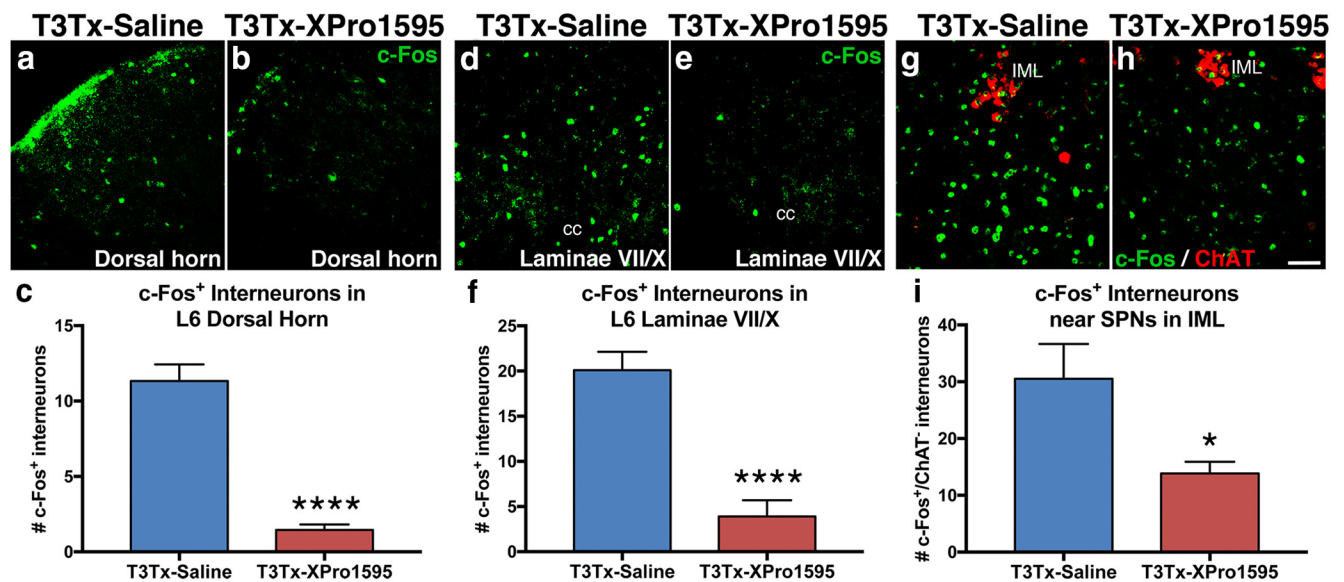 T3Tx-Saline T3Tx-XPro1595 T3Tx-Saline T3Tx-XPro1595 T3Tx-Saline T3Tx-XPro1595
a b c-Fos d e c-Fos g IML h IML
cc cc
Dorsal horn Dorsal horn Laminae VII/X Laminae VII/X c-Fos / ChAT
c
c-Fos⁺ Interneurons in
L6 Dorsal Horn
# c-Fos⁺ interneurons
15
10
5
0
****
T3Tx-Saline T3Tx-XPro1595
f
c-Fos⁺ Interneurons in
L6 Laminae VII/X
# c-Fos⁺ interneurons
25
20
15
10
5
0
****
T3Tx-Saline T3Tx-XPro1595
i
c-Fos⁺ Interneurons
near SPNs in IML
# c-Fos⁺/ChAT⁻ interneurons
40
30
20
10
0
*
T3Tx-Saline T3Tx-XPro1595